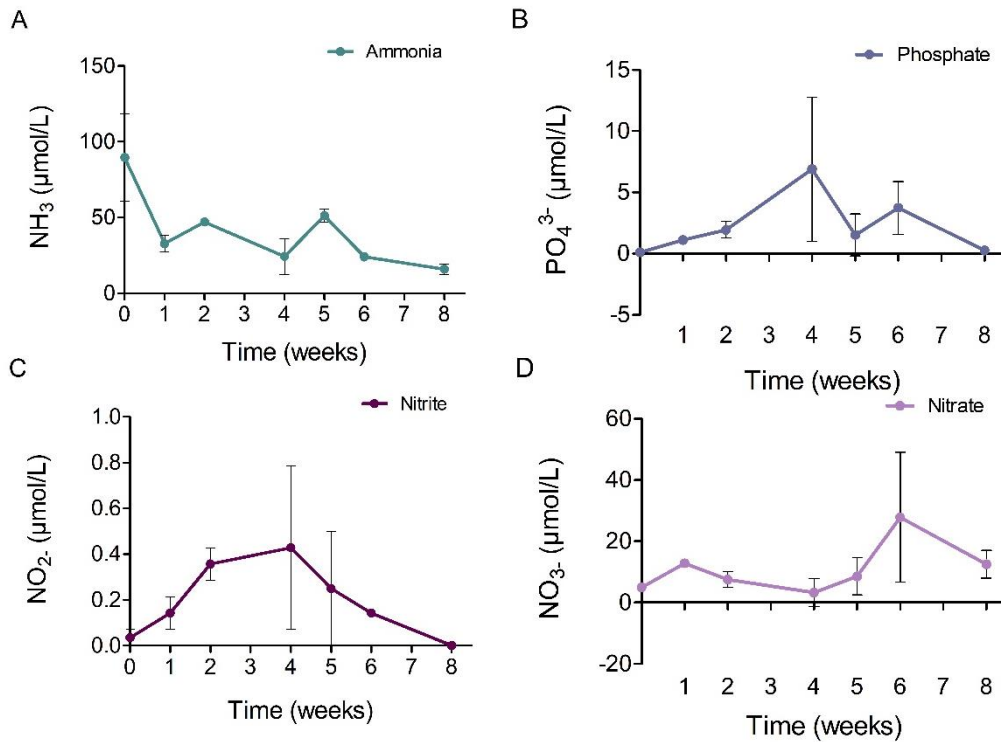 A
Ammonia
150
100
50
0
NH3 (µmol/L)
0 1 2 3 4 5 6 7 8
Time (weeks)
B
Phosphate
15
10
5
0
-5
PO4 3- (µmol/L)
1 2 3 4 5 6 7 8
Time (weeks)
C
Nitrite
1.0
0.8
0.6
0.4
0.2
0.0
NO2- (µmol/L)
0 1 2 3 4 5 6 7 8
Time (weeks)
D
Nitrate
60
40
20
0
-20
NO3- (µmol/L)
1 2 3 4 5 6 7 8
Time (weeks)